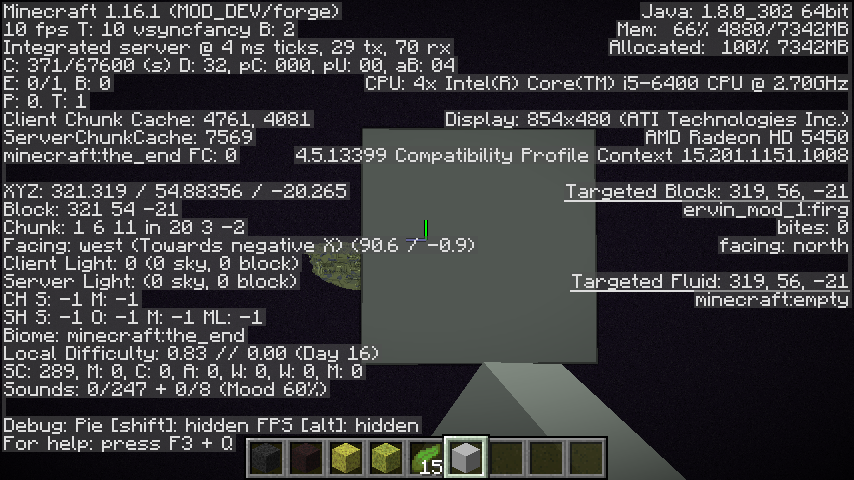 Minecraft 1.16.1 (MOD_DEV/forge)
10 fps T: 10 vsyncfancy B: 2
Integrated server @ 4 ms ticks, 29 tx, 70 rx
C: 371/67600 (s) D: 32, pC: 000, pU: 00, aB: 04
E: 0/1, B: 0
P: 0. T: 1
Client Chunk Cache: 4761, 4081
ServerChunkCache: 7569
minecraft:the_end FC: 0
XYZ: 321.319 / 54.88356 / -20.265
Block: 321 54 -21
Chunk: 1 6 11 in 20 3 -2
Facing: west (Towards negative X) (90.6 / -0.9)
Client Light: 0 (0 sky, 0 block)
Server Light: (0 sky, 0 block)
CH S: -1 M: -1
SH S: -1 O: -1 M: -1 ML: -1
Biome: minecraft:the_end
Local Difficulty: 0.83 // 0.00 (Day 16)
SC: 289, M: 0, C: 0, A: 0, W: 0, W: 0, M: 0
Sounds: 0/247 + 0/8 (Mood 60%)
Debug: Pie [shift]: hidden FPS [alt]: hidden
For help: press F3 + Q
Java: 1.8.0_302 64bit
Mem: 66% 4880/7342MB
Allocated: 100% 7342MB
CPU: 4x Intel(R) Core(TM) i5-6400 CPU @ 2.70GHz
Display: 854x480 (ATI Technologies Inc.)
AMD Radeon HD 5450
4.5.13399 Compatibility Profile Context 15.201.1151.1008
Targeted Block: 319, 56, -21
ervin_mod_1:firg
bites: 0
facing: north
Targeted Fluid: 319, 56, -21
minecraft:empty
15